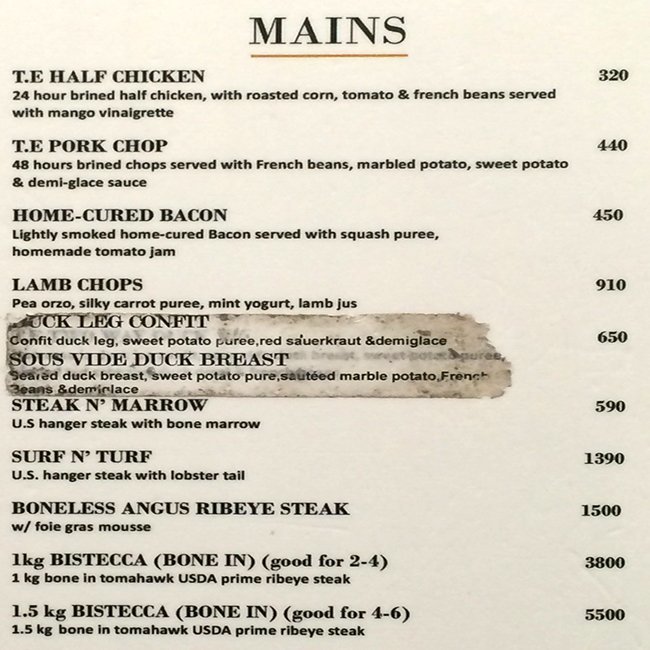 MAINS
T.E HALF CHICKEN 320
24 hour brined half chicken, with roasted corn, tomato & french beans served
with mango vinaigrette
T.E PORK CHOP 440
48 hours brined chops served with French beans, marbled potato, sweet potato
& demi-glace sauce
HOME-CURED BACON 450
Lightly smoked home-cured Bacon served with squash puree,
homemade tomato jam
LAMB CHOPS 910
Pea orzo, silky carrot puree, mint yogurt, lamb jus
DUCK LEG CONFIT
Confit duck leg, sweet potato puree,red sauerkraut &demiglace 650
SOUS VIDE DUCK BREAST
Seared duck breast, sweet potato pure,sautéed marble potato,French
Beans &demiglace
STEAK N' MARROW 590
U.S hanger steak with bone marrow
SURF N' TURF 1390
U.S. hanger steak with lobster tail
BONELESS ANGUS RIBEYE STEAK 1500
w/ foie gras mousse
1kg BISTECCA (BONE IN) (good for 2-4) 3800
1 kg bone in tomahawk USDA prime ribeye steak
1.5 kg BISTECCA (BONE IN) (good for 4-6) 5500
1.5 kg bone in tomahawk USDA prime ribeye steak